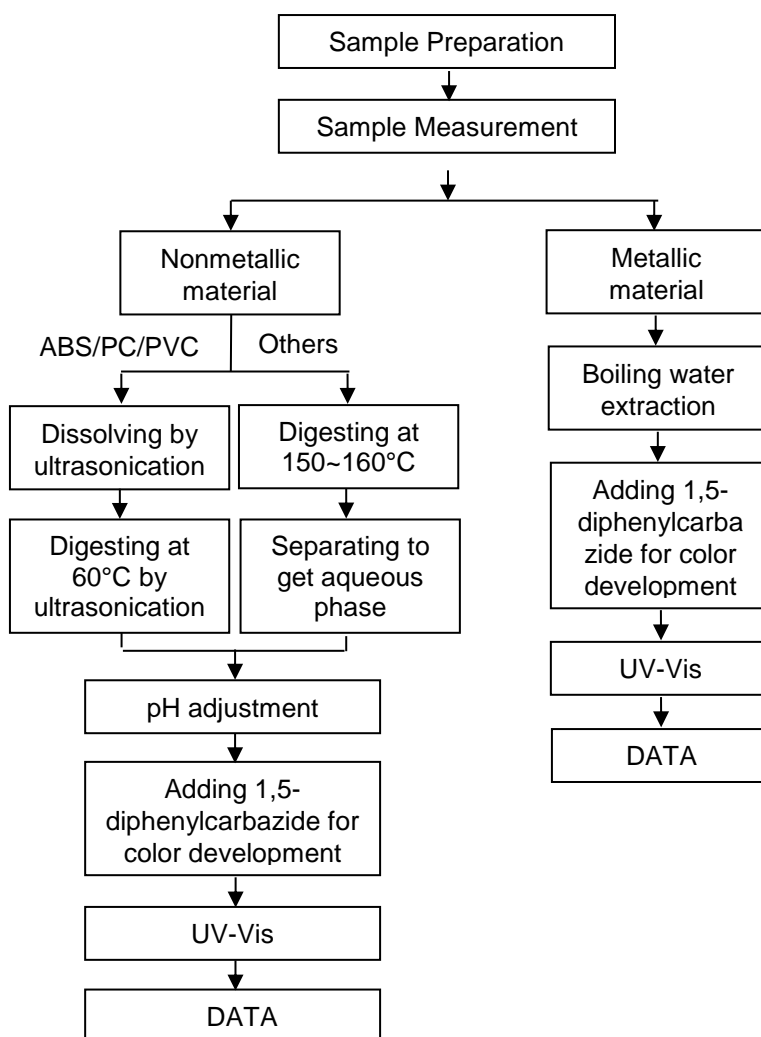 Sample Preparation
Sample Measurement
Nonmetallic
material
Metallic
material
ABS/PC/PVC
Others
Dissolving by
ultrasonication
Digesting at
150~160°C
Boiling water
extraction
Digesting at
60°C by
ultrasonication
Separating to
get aqueous
phase
Adding 1,5-
diphenylcarba
zide for color
development
pH adjustment
UV-Vis
DATA
Adding 1,5-
diphenylcarbazide for
color development
UV-Vis
DATA